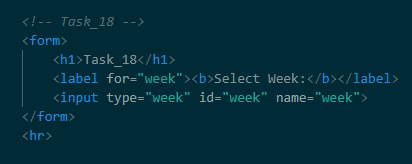 <!-- Task_18 -->
<form>
    <h1>Task_18</h1>
    <label for="week"><b>Select Week:</b></label>
    <input type="week" id="week" name="week">
</form>
<hr>